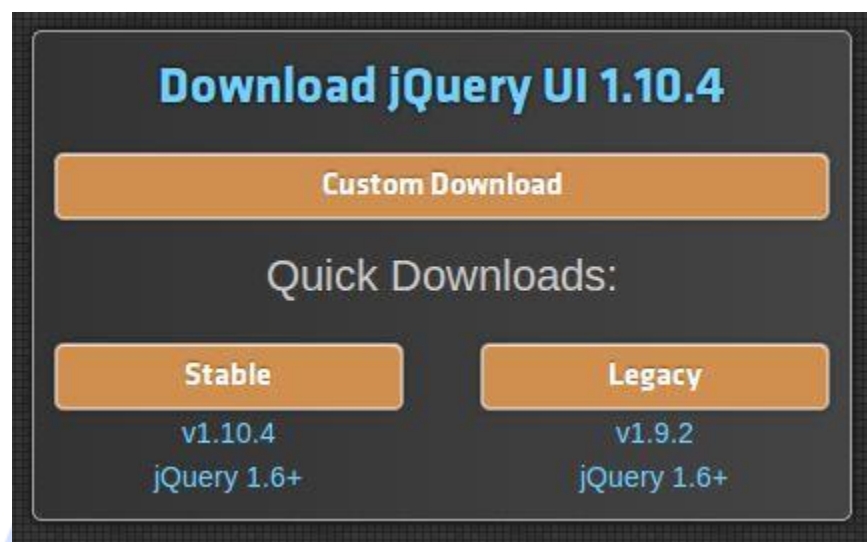 Download jQuery UI 1.10.4
Custom Download
Quick Downloads:
Stable
Legacy
v1.10.4
v1.9.2
jQuery 1.6+
jQuery 1.6+